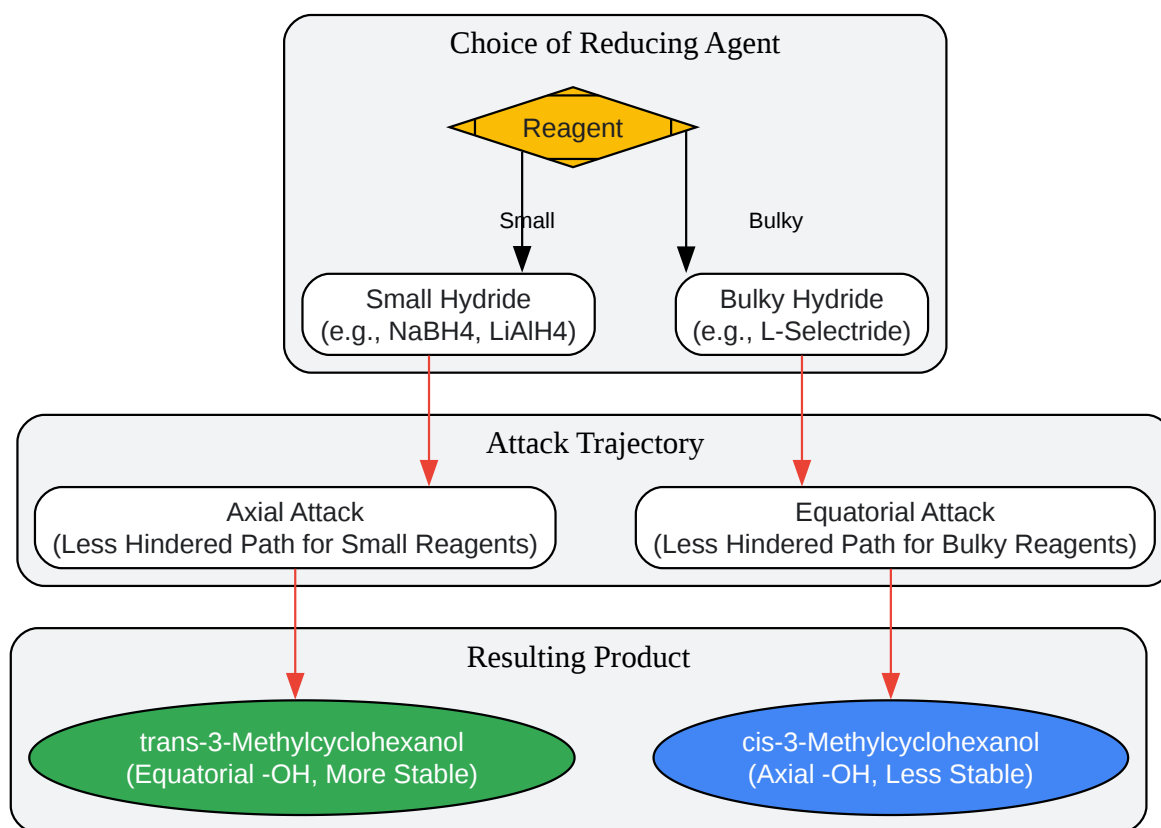 Choice of Reducing Agent
Reagent
Small
Bulky
Small Hydride
(e.g., NaBH4, LiAlH4)
Bulky Hydride
(e.g., L-Selectride)
Attack Trajectory
Axial Attack
(Less Hindered Path for Small Reagents)
Equatorial Attack
(Less Hindered Path for Bulky Reagents)
Resulting Product
trans-3-Methylcyclohexanol
(Equatorial -OH, More Stable)
cis-3-Methylcyclohexanol
(Axial -OH, Less Stable)